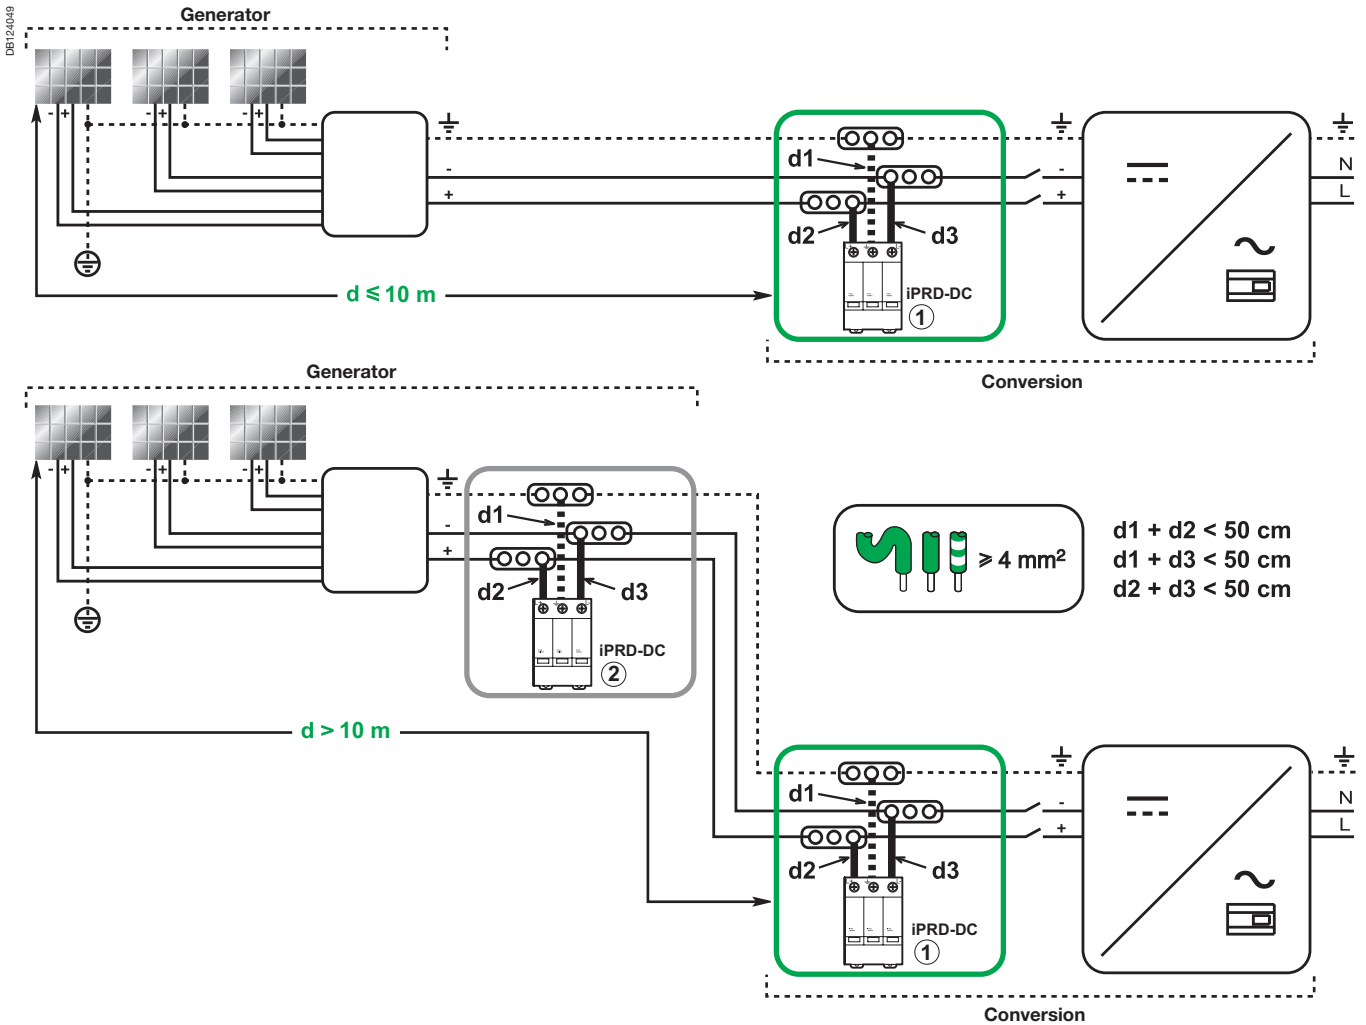 DB124049
Generator
- +
- +
- +
-
+
d1
d2
d3
iPRD-DC
1
-
+
N
L
d ≤ 10 m
Conversion
Generator
- +
- +
- +
-
+
d1
d2
d3
iPRD-DC
2
≥ 4 mm²
d1 + d2 < 50 cm
d1 + d3 < 50 cm
d2 + d3 < 50 cm
d > 10 m
d1
d2
d3
iPRD-DC
1
-
+
N
L
Conversion